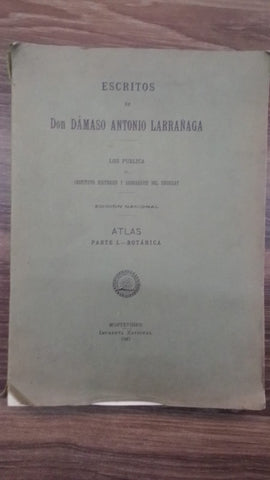 ESCRITOS
DE
DON DÁMASO ANTONIO LARRAÑAGA
LOS PUBLICA
EL
INSTITUTO HISTÓRICO Y GEOGRÁFICO DEL URUGUAY
EDICIÓN NACIONAL
ATLAS
PARTE I.—BOTÁNICA
MONTEVIDEO
IMPRENTA NACIONAL
1927